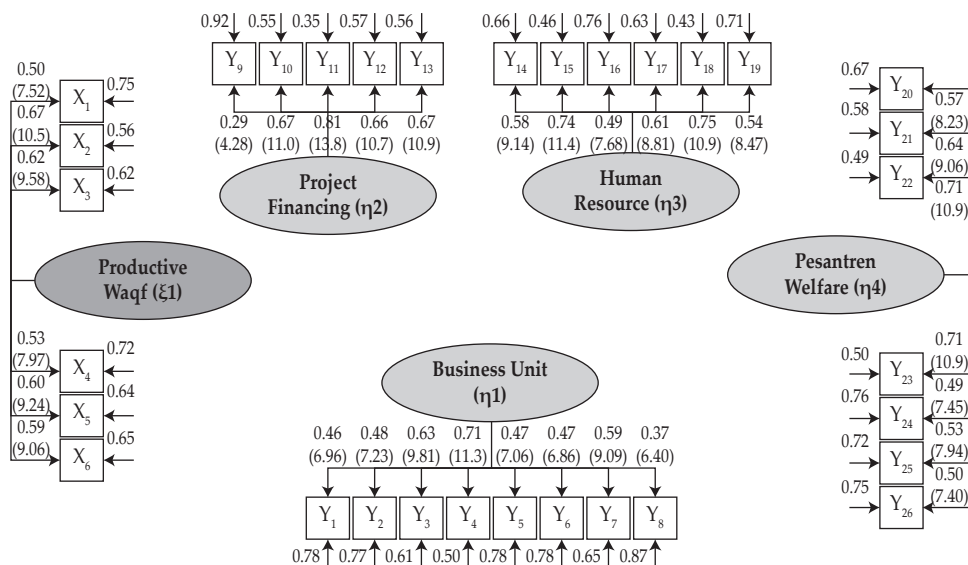 0.92 0.55 0.35 0.57 0.56
Y9 Y10 Y11 Y12 Y13
0.29 0.67 0.81 0.66 0.67
(4.28) (11.0) (13.8) (10.7) (10.9)
Project
Financing (η2)
0.66 0.46 0.76 0.63 0.43 0.71
Y14 Y15 Y16 Y17 Y18 Y19
0.58 0.74 0.49 0.61 0.75 0.54
(9.14) (11.4) (7.68) (8.81) (10.9) (8.47)
Human
Resource (η3)
0.50
(7.52) X1 0.75
0.67
(10.5) X2 0.56
0.62
(9.58) X3 0.62
Productive
Waqf (ξ1)
0.53
(7.97) X4 0.72
0.60
(9.24) X5 0.64
0.59
(9.06) X6 0.65
0.67 Y20
0.57
0.58 Y21 (8.23)
0.64
0.49 Y22 (9.06)
0.71
(10.9)
Pesantren
Welfare (η4)
0.71
0.50 Y23 (10.9)
0.49
0.76 Y24 (7.45)
0.53
0.72 Y25 (7.94)
0.50
0.75 Y26 (7.40)
Business Unit
(η1)
0.46 0.48 0.63 0.71 0.47 0.47 0.59 0.37
(6.96) (7.23) (9.81) (11.3) (7.06) (6.86) (9.09) (6.40)
Y1 Y2 Y3 Y4 Y5 Y6 Y7 Y8
0.78 0.77 0.61 0.50 0.78 0.78 0.65 0.87